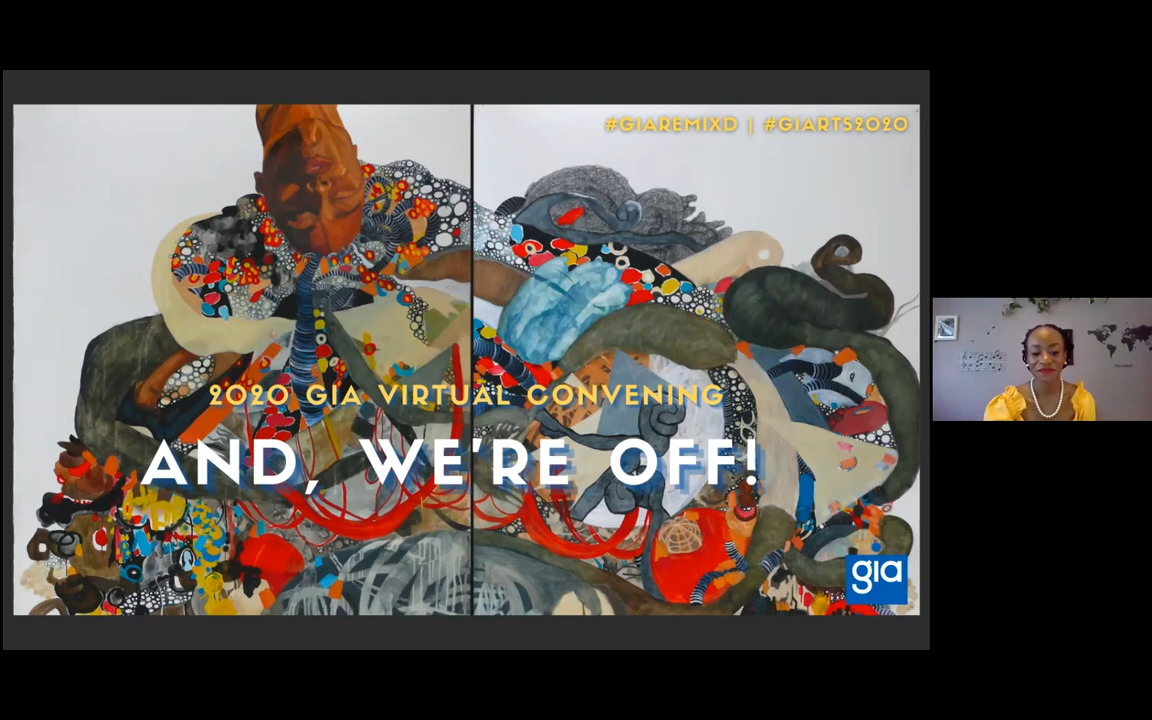 #GIAREMIXD | #GIARTS2020
2020 GIA VIRTUAL CONVENING
AND, WE'RE OFF!
gia